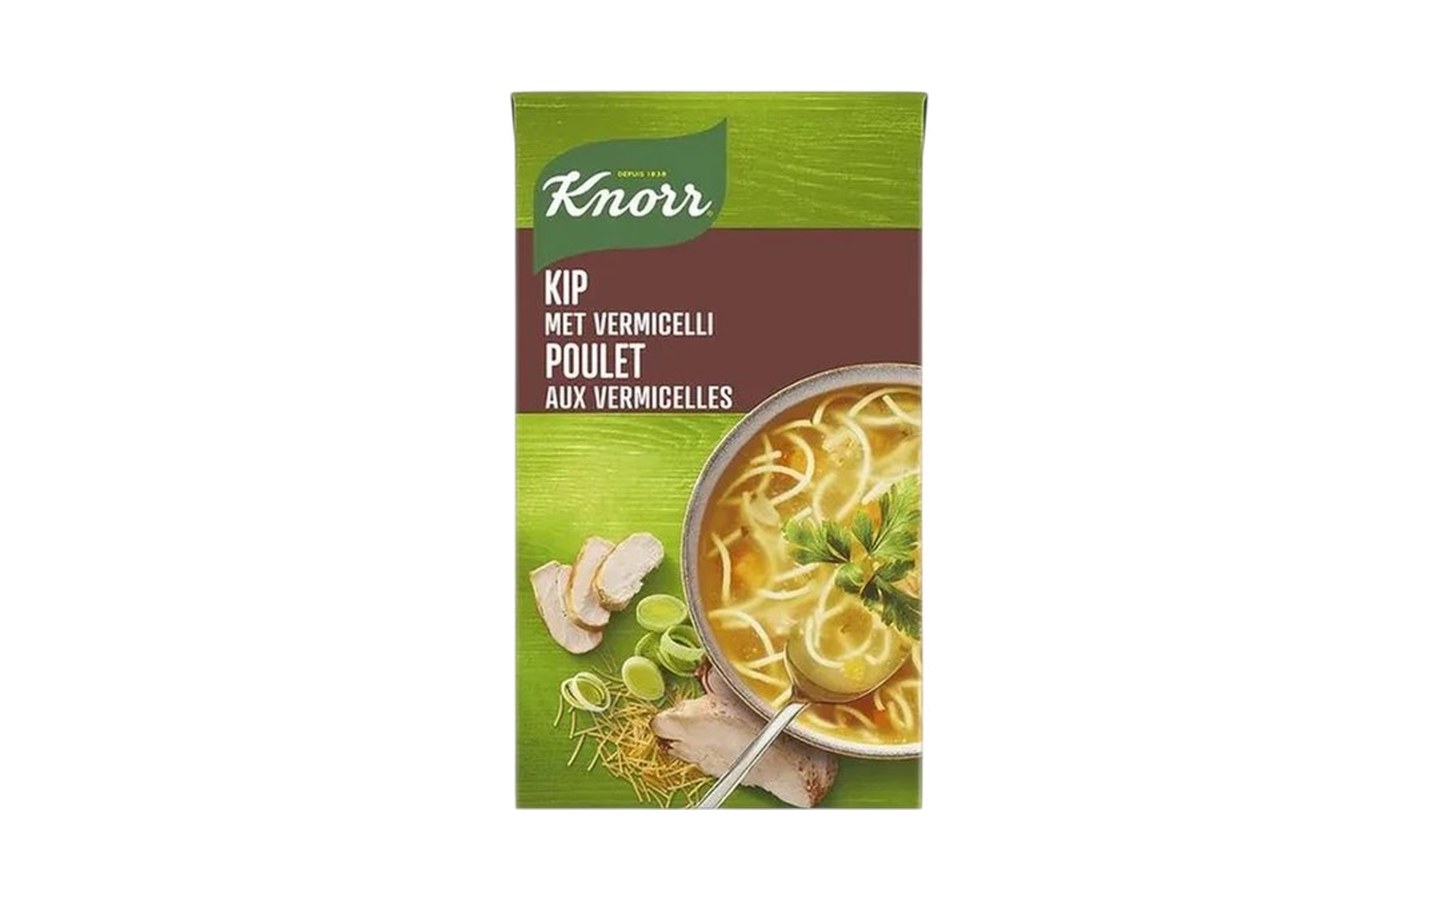 DEPUIS 1838
Knorr
KIP
MET VERMICELLI
POULET
AUX VERMICELLES